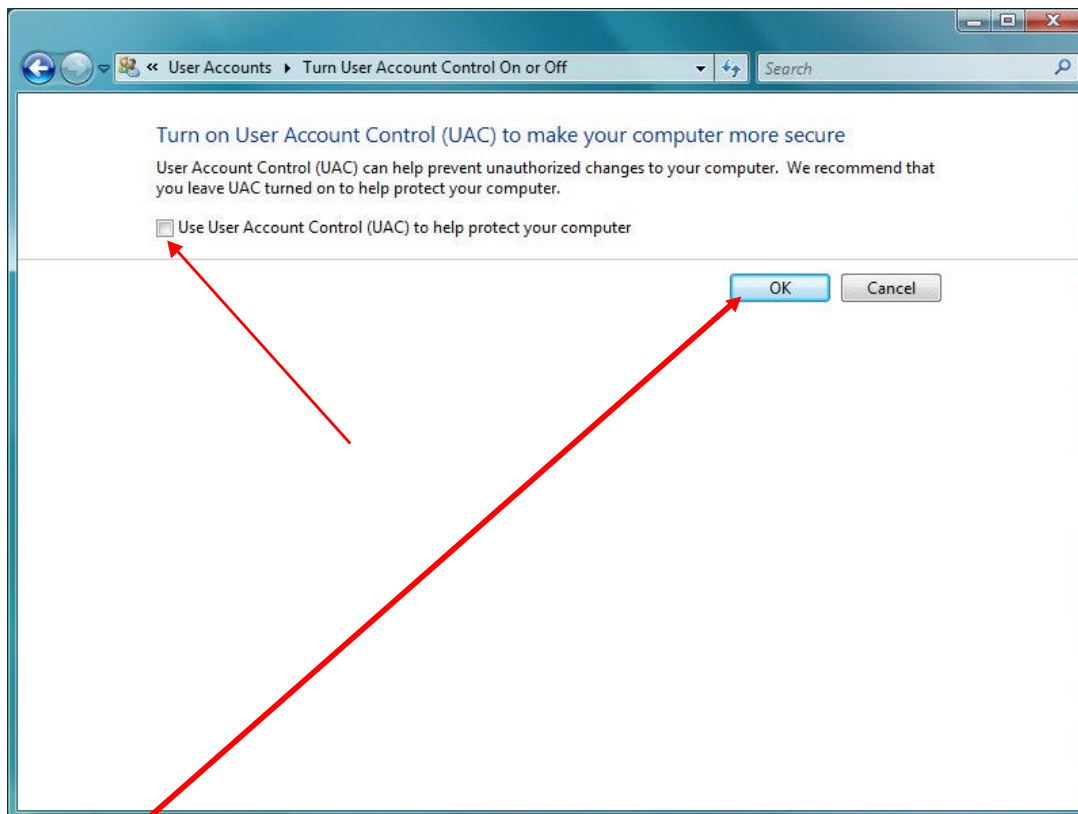 « User Accounts ▸ Turn User Account Control On or Off
Search
Turn on User Account Control (UAC) to make your computer more secure
User Account Control (UAC) can help prevent unauthorized changes to your computer. We recommend that
you leave UAC turned on to help protect your computer.
Use User Account Control (UAC) to help protect your computer
OK
Cancel